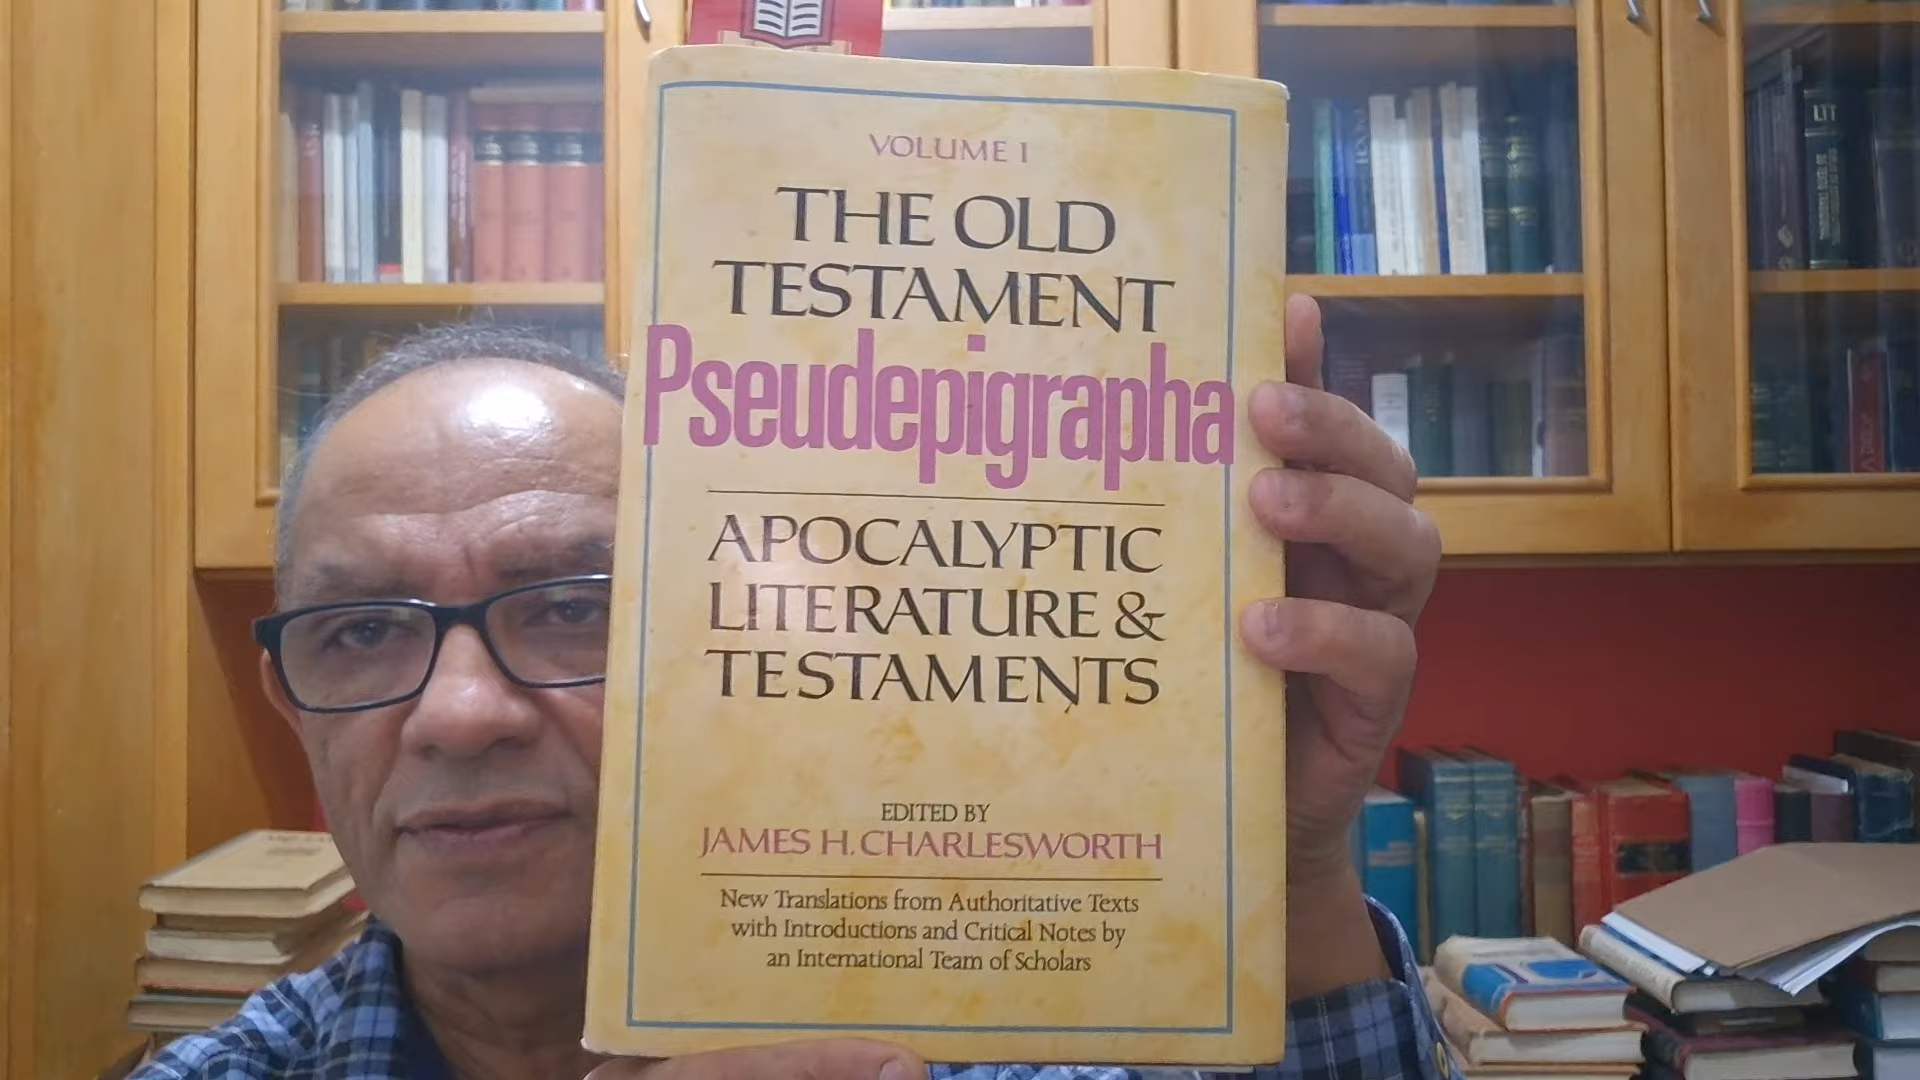 VOLUME 1
THE OLD
TESTAMENT
Pseudepigrapha
APOCALYPTIC
LITERATURE &
TESTAMENTS
EDITED BY
JAMES H. CHARLESWORTH
New Translations from Authoritative Texts
with Introductions and Critical Notes by
an International Team of Scholars